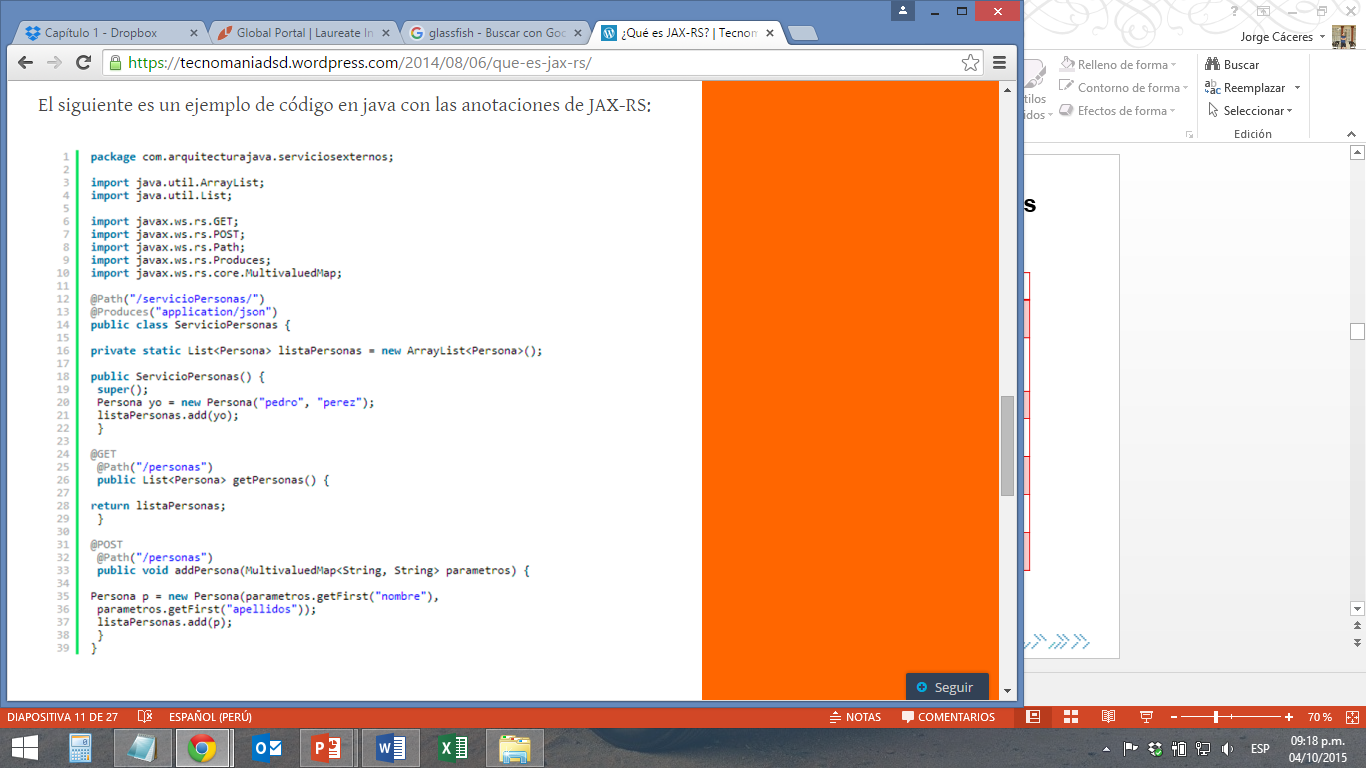 Capítulo 1 - Dropbox
Global Portal | Laureate In
glassfish - Buscar con Goo
¿Qué es JAX-RS? | Tecnom
https://tecnomaniadsd.wordpress.com/2014/08/06/que-es-jax-rs/
El siguiente es un ejemplo de código en java con las anotaciones de JAX-RS:
1 package com.arquitecturajava.serviciosexternos;
2
3 import java.util.ArrayList;
4 import java.util.List;
5
6 import javax.ws.rs.GET;
7 import javax.ws.rs.POST;
8 import javax.ws.rs.Path;
9 import javax.ws.rs.Produces;
10 import javax.ws.rs.core.MultivaluedMap;
11
12 @Path("/servicioPersonas/")
13 @Produces("application/json")
14 public class ServicioPersonas {
15
16 private static List<Persona> listaPersonas = new ArrayList<Persona>();
17
18 public ServicioPersonas() {
19 super();
20 Persona yo = new Persona("pedro", "perez");
21 listaPersonas.add(yo);
22 }
23
24 @GET
25 @Path("/personas")
26 public List<Persona> getPersonas() {
27
28 return listaPersonas;
29 }
30
31 @POST
32 @Path("/personas")
33 public void addPersona(MultivaluedMap<String, String> parametros) {
34
35 Persona p = new Persona(parametros.getFirst("nombre"),
36 parametros.getFirst("apellidos"));
37 listaPersonas.add(p);
38 }
39 }
Seguir
Jorge Cáceres
tilos
idos
Relleno de forma
Contorno de forma
Efectos de forma
Buscar
Reemplazar
Seleccionar
Edición
s
DIAPOSITIVA 11 DE 27
ESPAÑOL (PERÚ)
NOTAS
COMENTARIOS
70 %
ESP
09:18 p.m.
04/10/2015